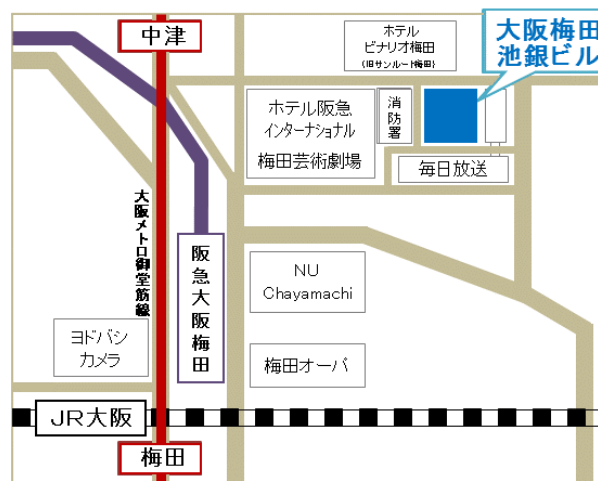 中津
ホテル
ビナリオ梅田
(旧サンルート梅田)
大阪梅田
池銀ビル
ホテル阪急
インターナショナル
梅田芸術劇場
消防署
毎日放送
大阪メトロ御堂筋線
阪急大阪梅田
NU
Chayamachi
ヨドバシ
カメラ
梅田オーパ
JR大阪
梅田